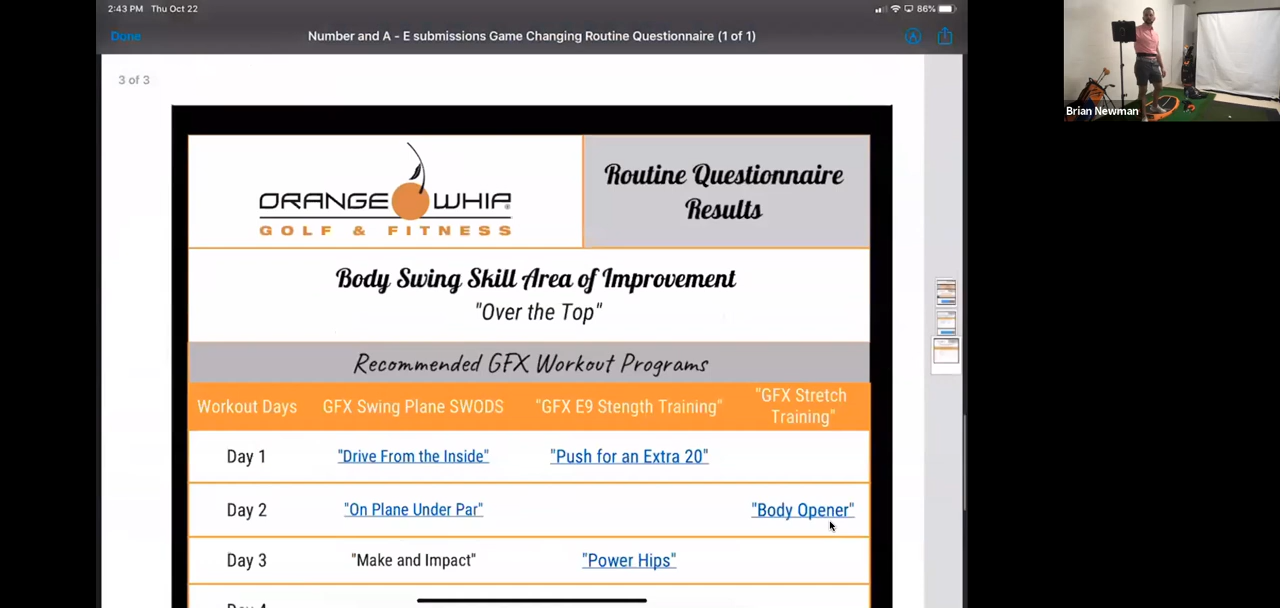 2:43 PM Thu Oct 22
86%
Done
Number and A - E submissions Game Changing Routine Questionnaire (1 of 1)
3 of 3
ORANGE WHIP
GOLF & FITNESS
Routine Questionnaire
Results
Body Swing Skill Area of Improvement
"Over the Top"
Recommended GFX Workout Programs
Workout Days GFX Swing Plane SWODS "GFX E9 Stength Training" "GFX Stretch
Training"
Day 1 "Drive From the Inside" "Push for an Extra 20"
Day 2 "On Plane Under Par" "Body Opener"
Day 3 "Make and Impact" "Power Hips"
Day 4
Brian Newman